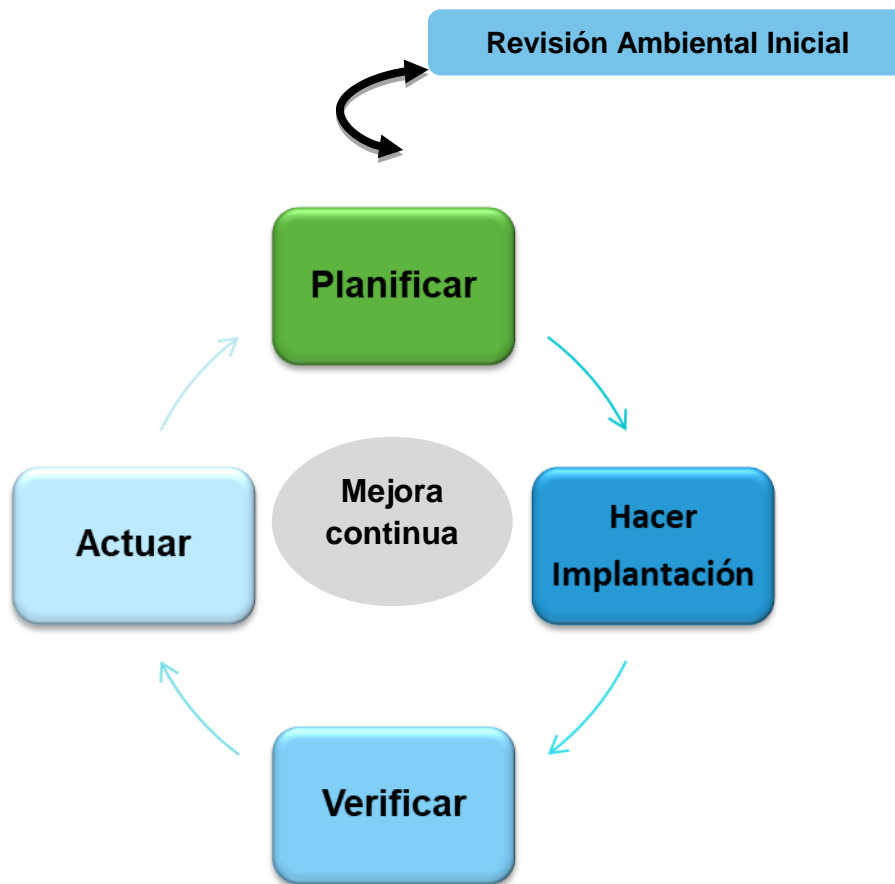 Revisión Ambiental Inicial
Planificar
Mejora
continua
Hacer
Implantación
Actuar
Verificar